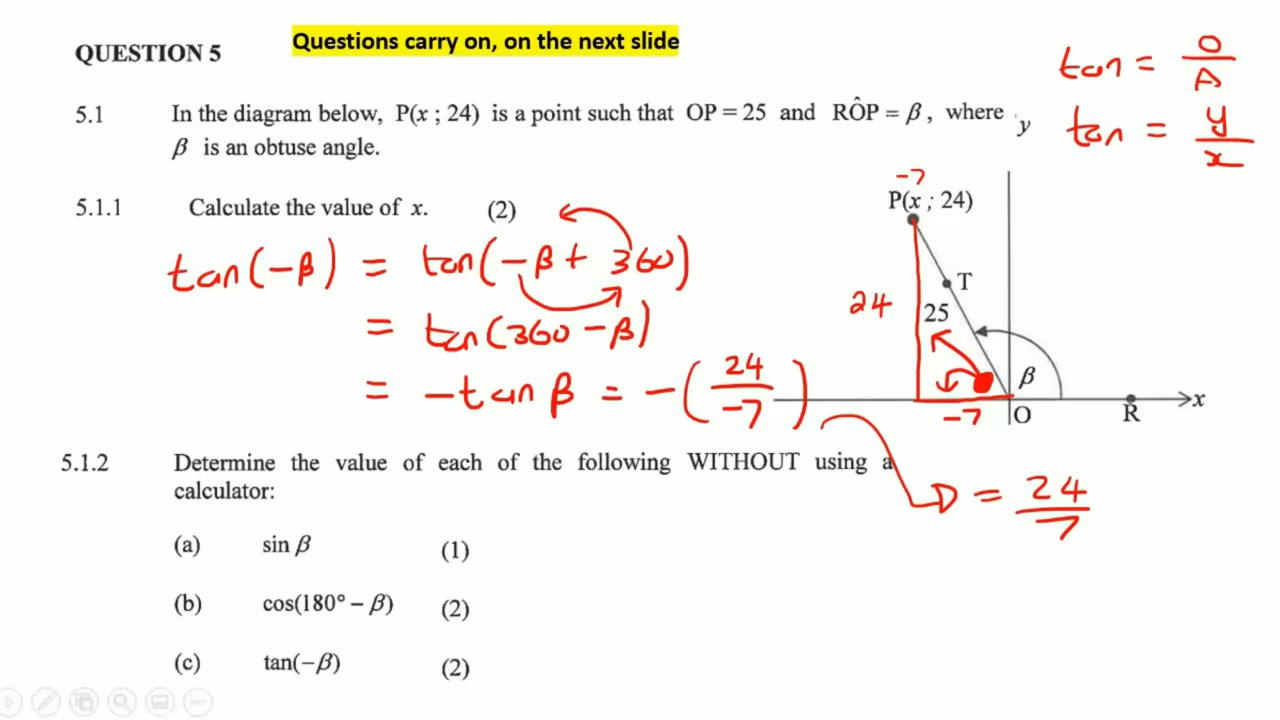 QUESTION 5
Questions carry on, on the next slide
tan = O/A
5.1 In the diagram below, P(x ; 24) is a point such that OP = 25 and RÔP = β, where
β is an obtuse angle.
tan = y/x
y
-7
P(x ; 24)
5.1.1 Calculate the value of x. (2)
tan(-β) = tan(-β + 360)
T
24
25
= tan(360 - β)
= -tan β = -(24/-7)
β
-7
O
R
x
5.1.2 Determine the value of each of the following WITHOUT using a
calculator:
= 24/7
(a) sin β (1)
(b) cos(180° – β) (2)
(c) tan(–β) (2)